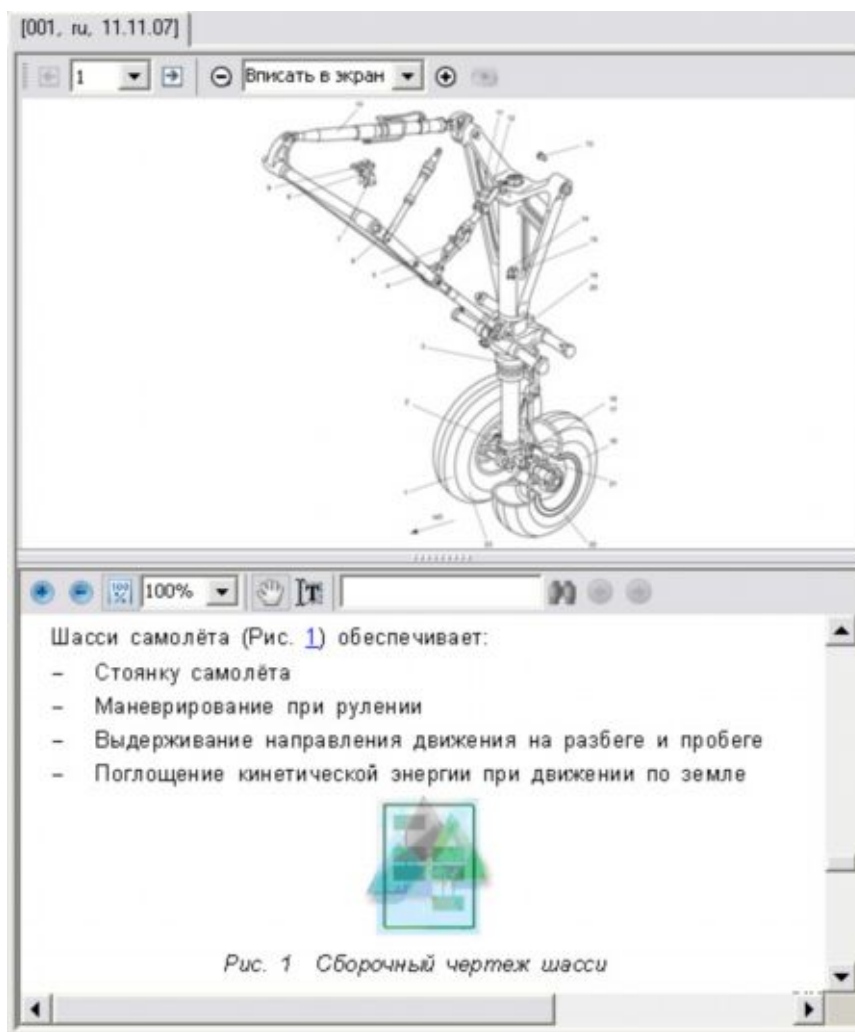 [001, ru, 11.11.07]
1 Вписать в экран
100%
Шасси самолёта (Рис. 1) обеспечивает:
– Стоянку самолёта
– Маневрирование при рулении
– Выдерживание направления движения на разбеге и пробеге
– Поглощение кинетической энергии при движении по земле
Рис. 1 Сборочный чертеж шасси